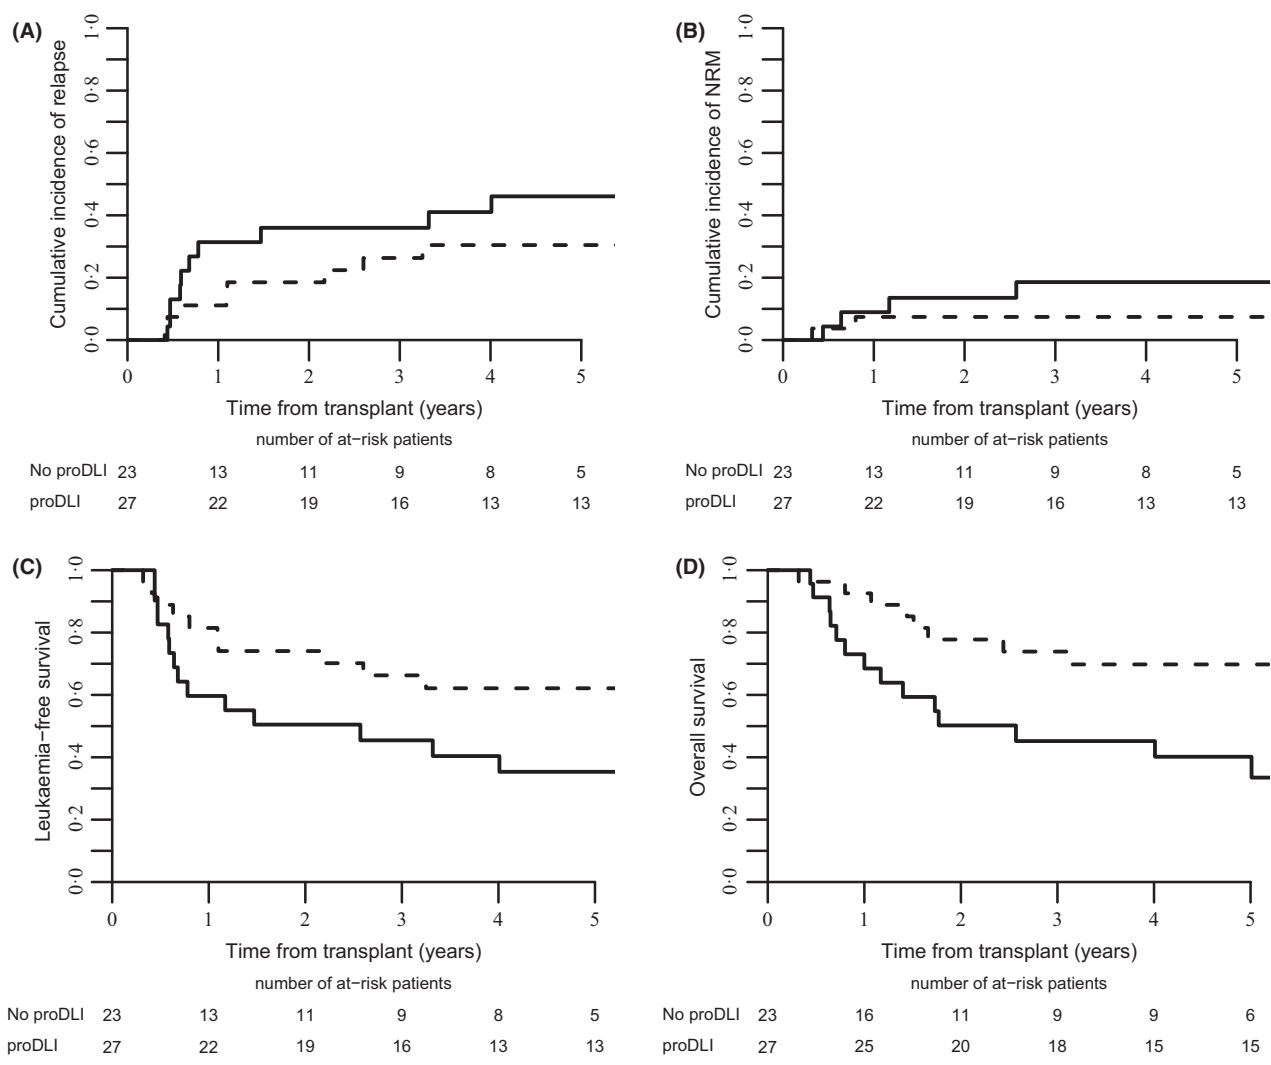 (A)
Cumulative incidence of relapse
0·0 0·2 0·4 0·6 0·8 1·0
0 1 2 3 4 5
Time from transplant (years)
number of at−risk patients
No proDLI 23 13 11 9 8 5
proDLI 27 22 19 16 13 13
(B)
Cumulative incidence of NRM
0·0 0·2 0·4 0·6 0·8 1·0
0 1 2 3 4 5
Time from transplant (years)
number of at−risk patients
No proDLI 23 13 11 9 8 5
proDLI 27 22 19 16 13 13
(C)
Leukaemia−free survival
0·0 0·2 0·4 0·6 0·8 1·0
0 1 2 3 4 5
Time from transplant (years)
number of at−risk patients
No proDLI 23 13 11 9 8 5
proDLI 27 22 19 16 13 13
(D)
Overall survival
0·0 0·2 0·4 0·6 0·8 1·0
0 1 2 3 4 5
Time from transplant (years)
number of at−risk patients
No proDLI 23 16 11 9 9 6
proDLI 27 25 20 18 15 15